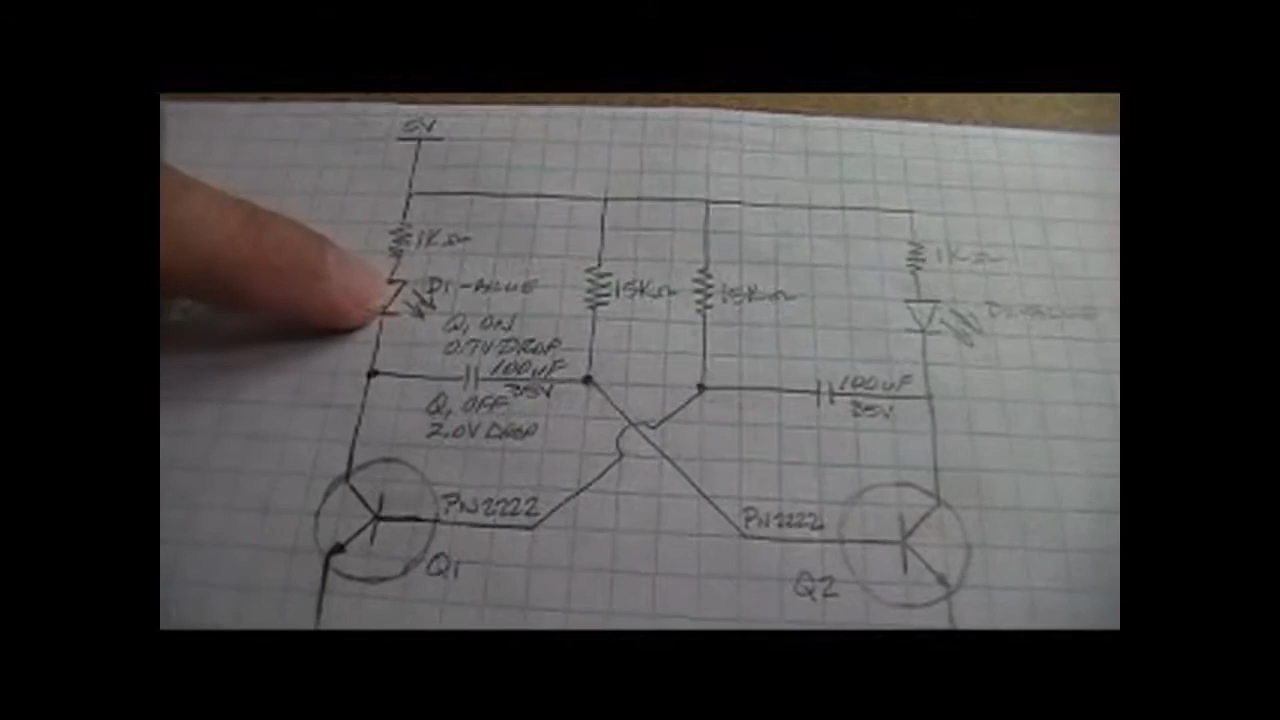 5V
1KΩ
D1-BLUE
15KΩ
15KΩ
1KΩ
Q1 ON
0.7V DROP
100uF
35V
100uF
35V
Q1 OFF
2.0V DROP
PN2222
PN2222
Q1
Q2